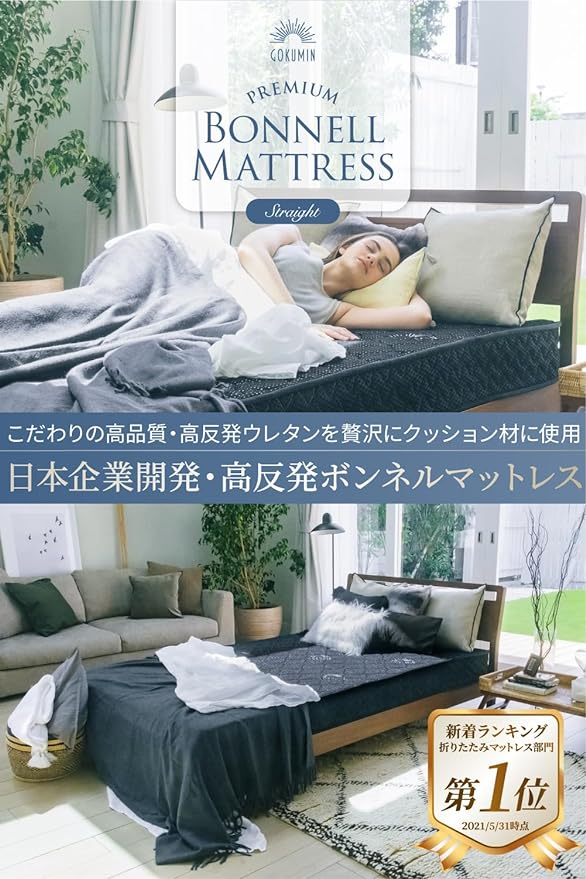 GOKUMIN
PREMIUM
BONNELL
MATTRESS
Straight
こだわりの高品質・高反発ウレタンを贅沢にクッション材に使用
日本企業開発・高反発ボンネルマットレス
新着ランキング
折りたたみマットレス部門
第1位
2021/5/31時点